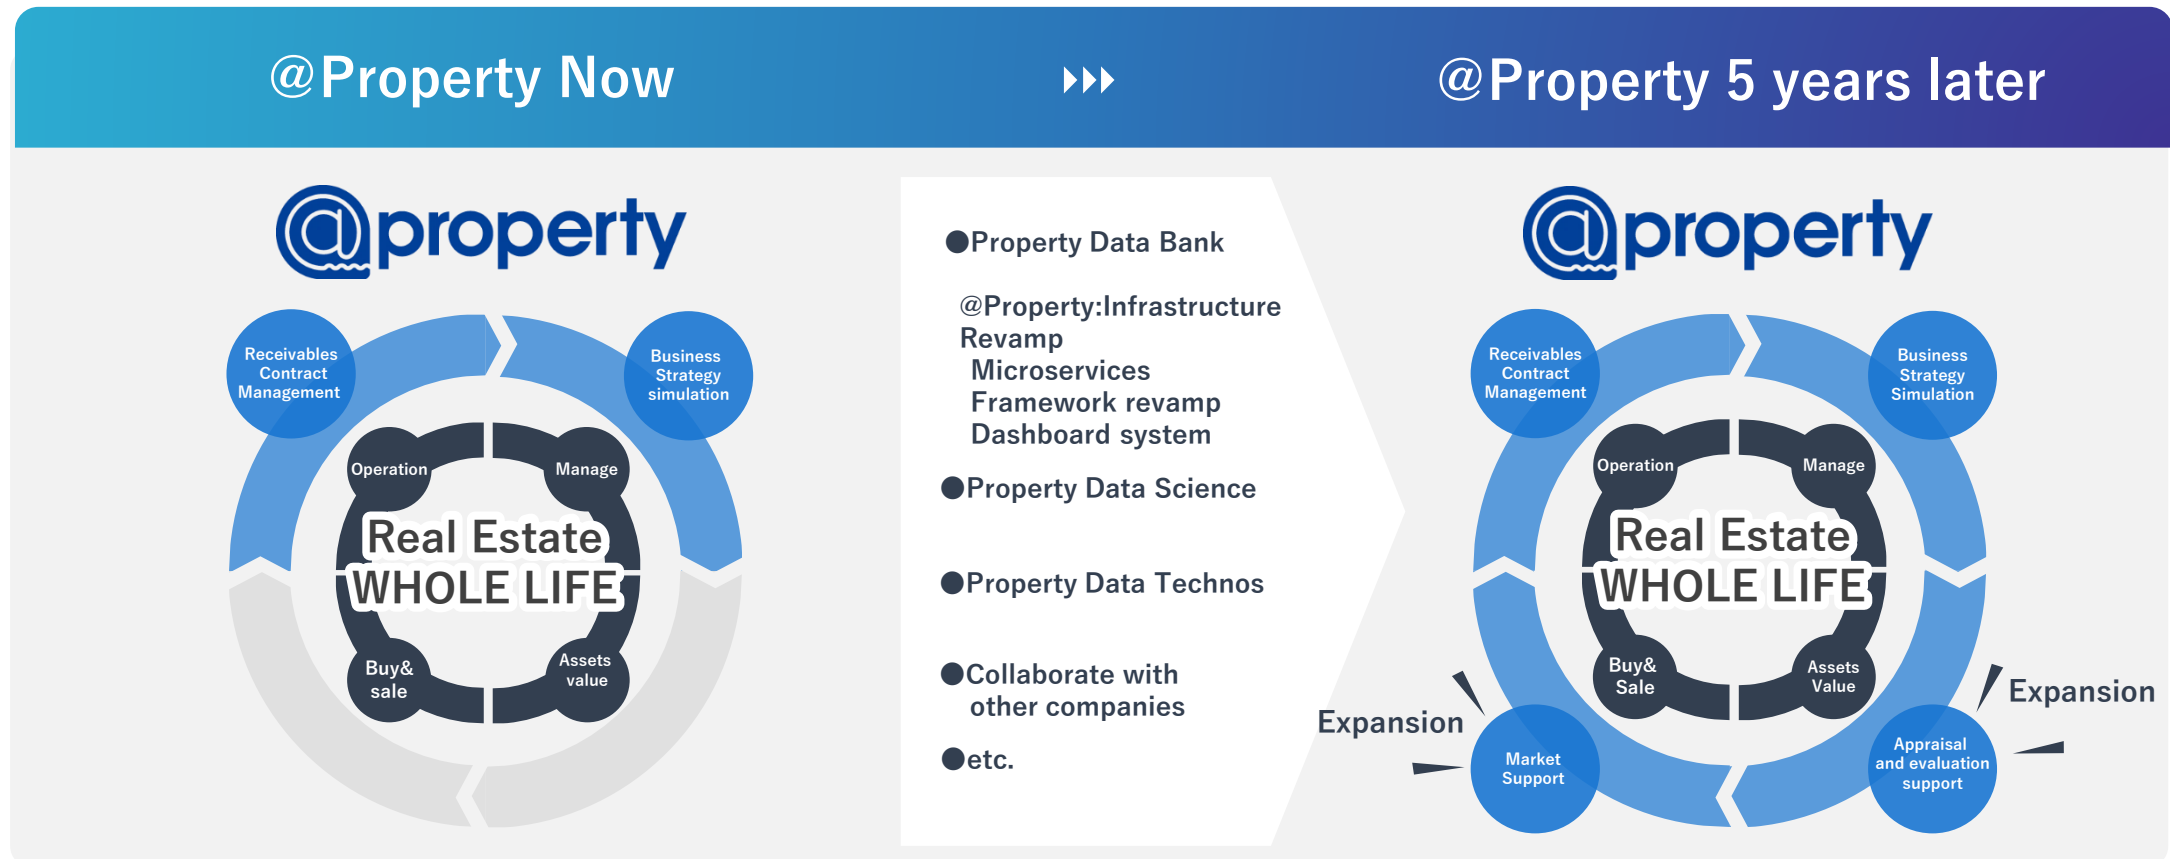 @Property Now
@Property 5 years later
@property
Receivables
Contract
Management
Business
Strategy
simulation
Operation
Manage
Real Estate
WHOLE LIFE
Buy&
sale
Assets
value
●Property Data Bank
@Property:Infrastructure
Revamp
Microservices
Framework revamp
Dashboard system
●Property Data Science
●Property Data Technos
●Collaborate with
other companies
●etc.
@property
Receivables
Contract
Management
Business
Strategy
Simulation
Operation
Manage
Real Estate
WHOLE LIFE
Buy&
Sale
Assets
Value
Expansion
Expansion
Market
Support
Appraisal
and evaluation
support